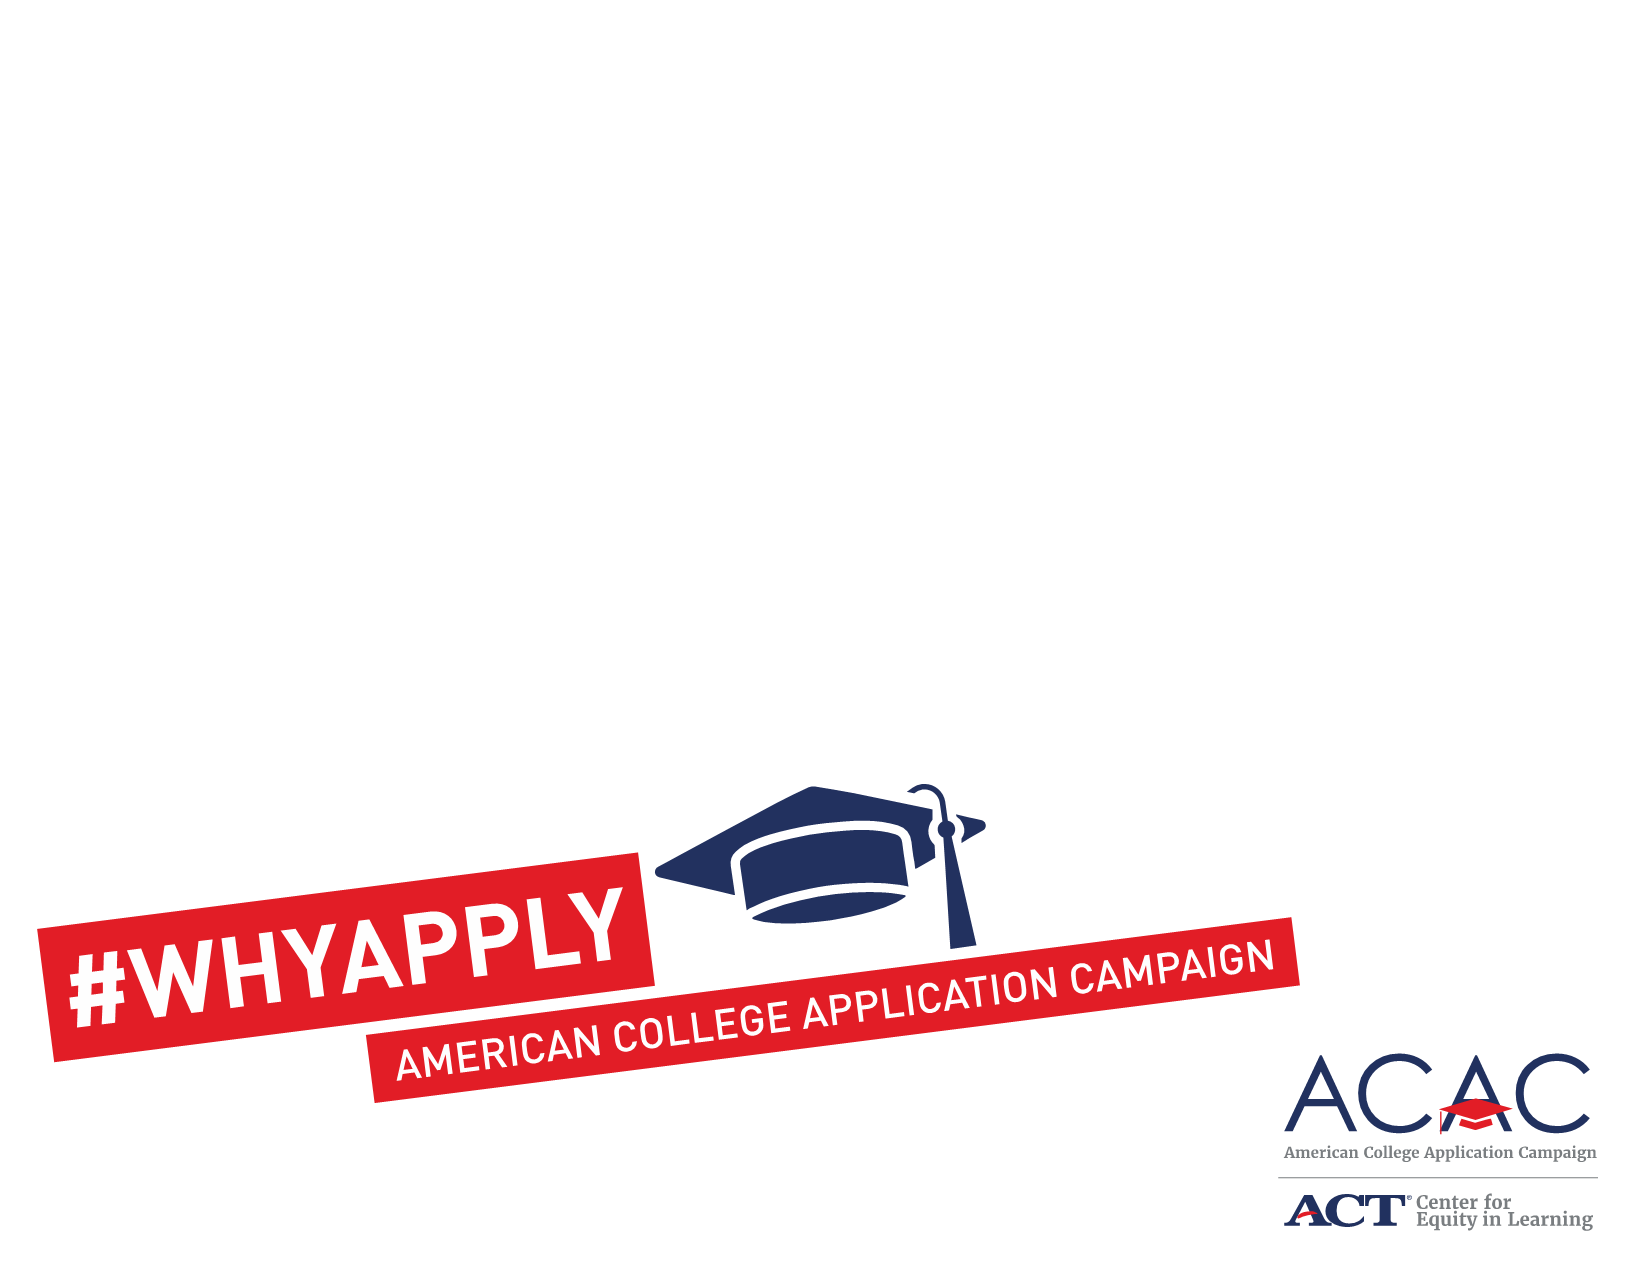 #WHYAPPLY
AMERICAN COLLEGE APPLICATION CAMPAIGN
ACAC
American College Application Campaign
ACT® Center for
Equity in Learning